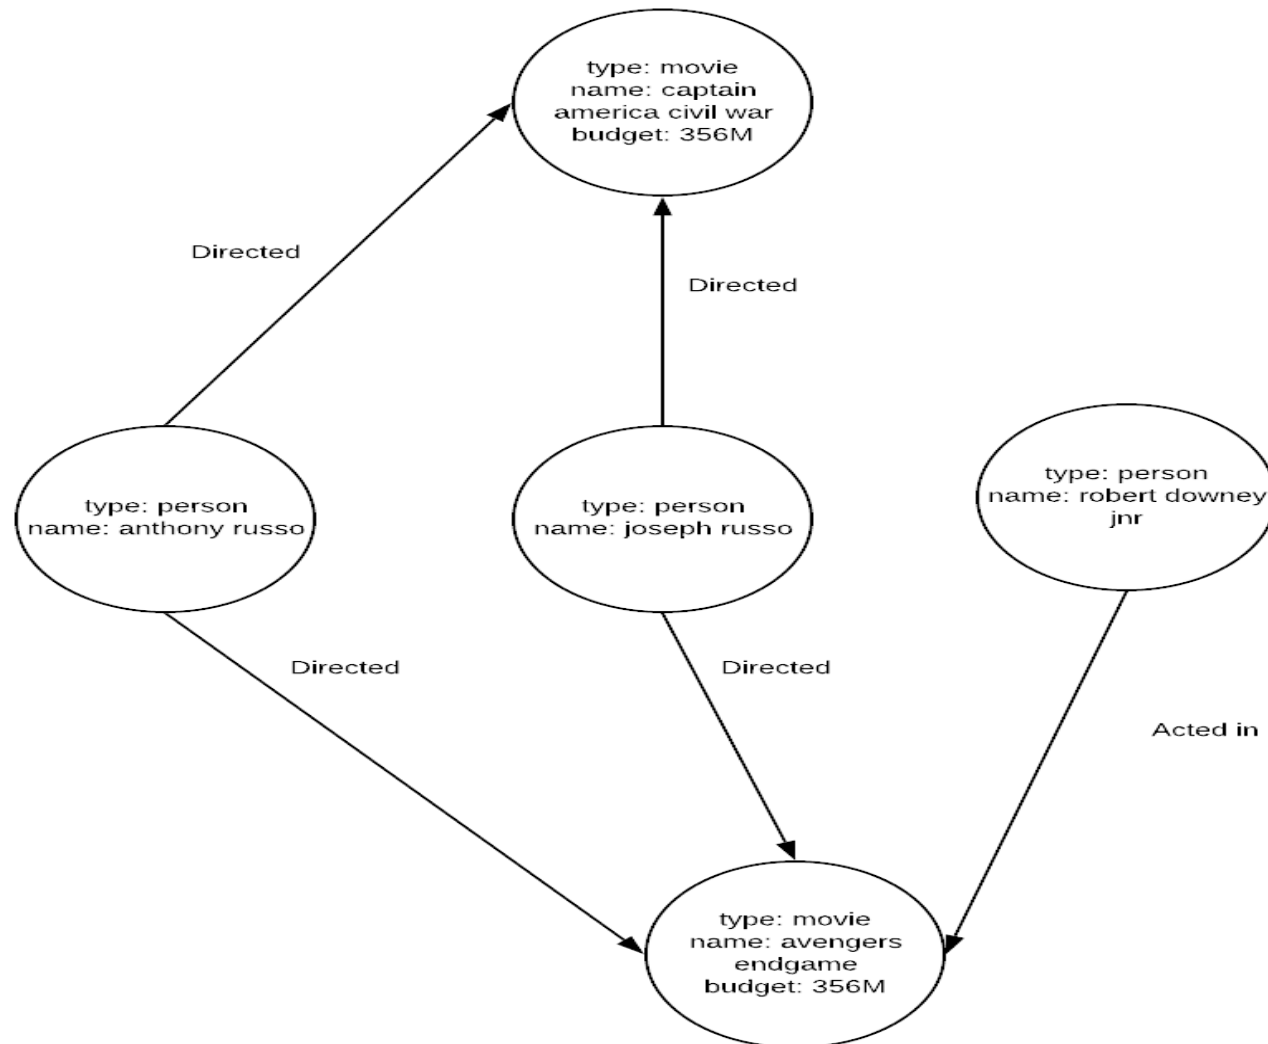 type: movie
name: captain
america civil war
budget: 356M
Directed
Directed
type: person
name: anthony russo
type: person
name: joseph russo
type: person
name: robert downey
jnr
Directed
Directed
Acted in
type: movie
name: avengers
endgame
budget: 356M